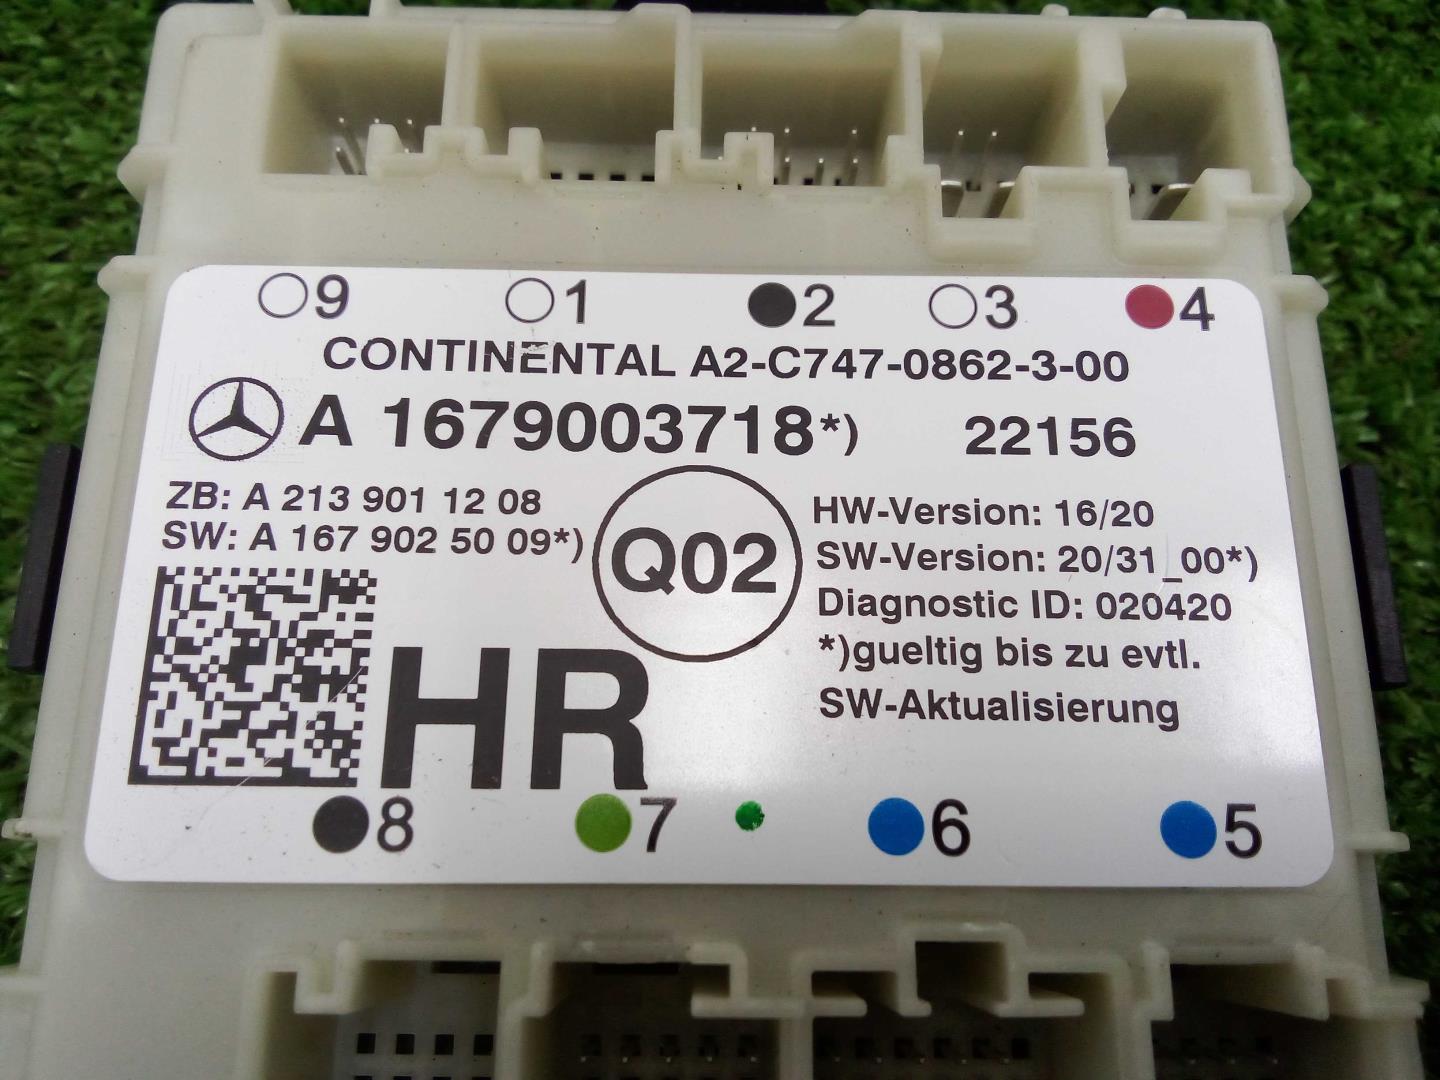 9 1 2 3 4
CONTINENTAL A2-C747-0862-3-00
A 1679003718*) 22156
ZB: A 213 901 12 08
SW: A 167 902 50 09*)
Q02
HW-Version: 16/20
SW-Version: 20/31_00*)
Diagnostic ID: 020420
*)gueltig bis zu evtl.
SW-Aktualisierung
HR
8 7 6 5